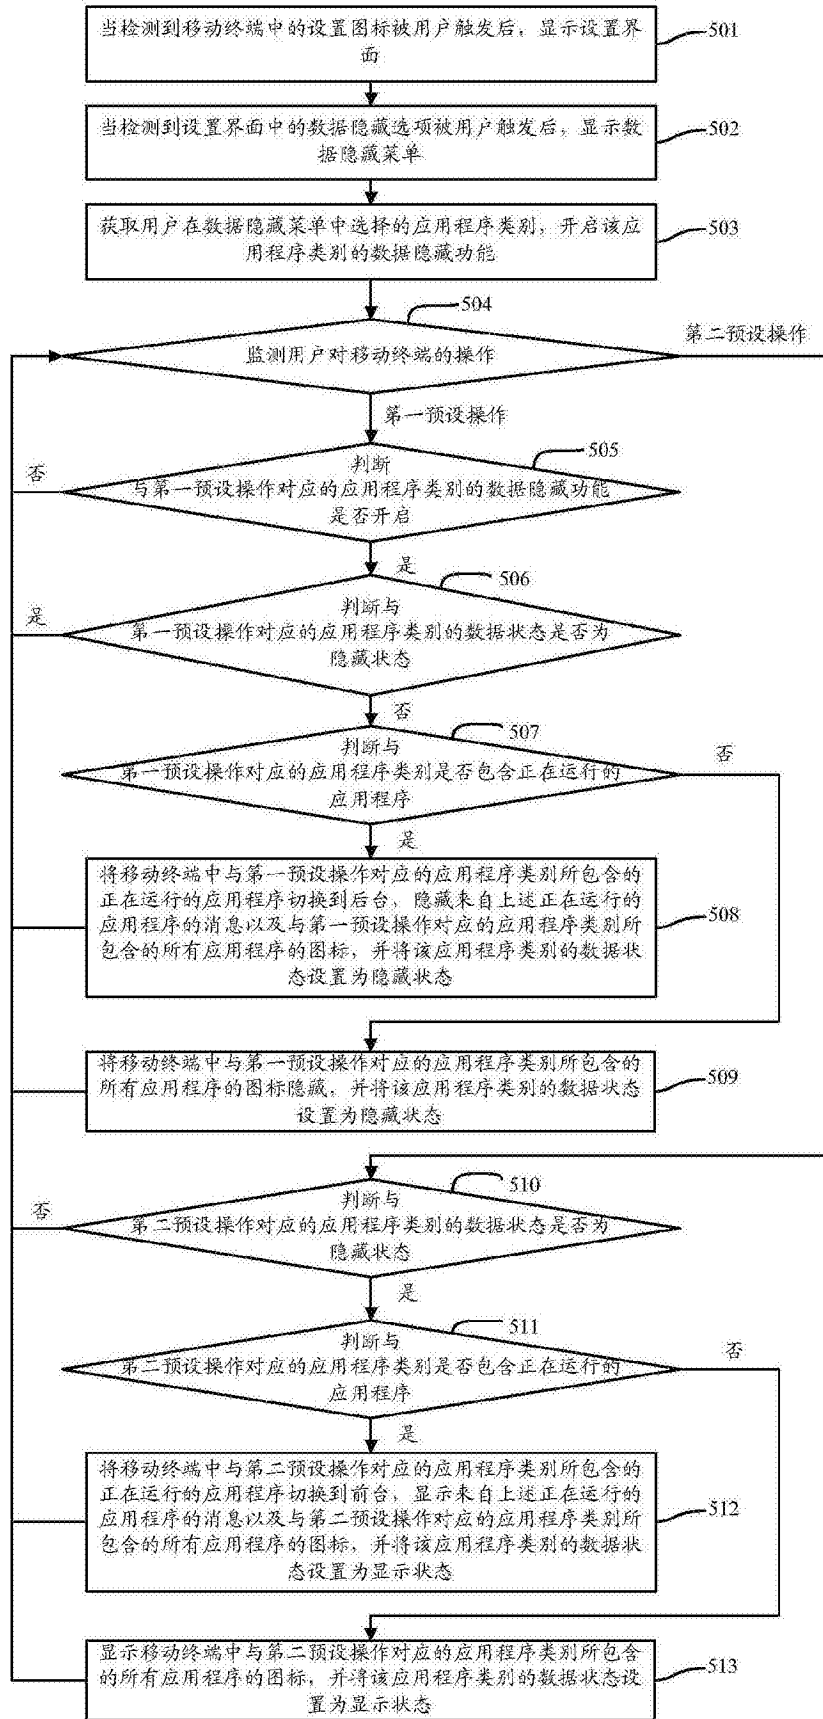 当检测到移动终端中的设置图标被用户触发后，显示设置界
面
501
当检测到设置界面中的数据隐藏选项被用户触发后，显示数
据隐藏菜单
502
获取用户在数据隐藏菜单中选择的应用程序类别，开启该应
用程序类别的数据隐藏功能
503
504
监测用户对移动终端的操作
第二预设操作
第一预设操作
505
判断
与第一预设操作对应的应用程序类别的数据隐藏功能
是否开启
否
是
506
判断与
第一预设操作对应的应用程序类别的数据状态是否为
隐藏状态
是
否
507
判断与
第一预设操作对应的应用程序类别是否包含正在运行的
应用程序
否
是
将移动终端中与第一预设操作对应的应用程序类别所包含的
正在运行的应用程序切换到后台，隐藏来自上述正在运行的
应用程序的消息以及与第一预设操作对应的应用程序类别所
包含的所有应用程序的图标，并将该应用程序类别的数据状
态设置为隐藏状态
508
将移动终端中与第一预设操作对应的应用程序类别所包含的
所有应用程序的图标隐藏，并将该应用程序类别的数据状态
设置为隐藏状态
509
510
判断与
第二预设操作对应的应用程序类别的数据状态是否为
隐藏状态
否
是
511
判断与
第二预设操作对应的应用程序类别是否包含正在运行的
应用程序
否
是
将移动终端中与第二预设操作对应的应用程序类别所包含的
正在运行的应用程序切换到前台，显示来自上述正在运行的
应用程序的消息以及与第二预设操作对应的应用程序类别所
包含的所有应用程序的图标，并将该应用程序类别的数据状
态设置为显示状态
512
显示移动终端中与第二预设操作对应的应用程序类别所包含
的所有应用程序的图标，并将该应用程序类别的数据状态设
置为显示状态
513